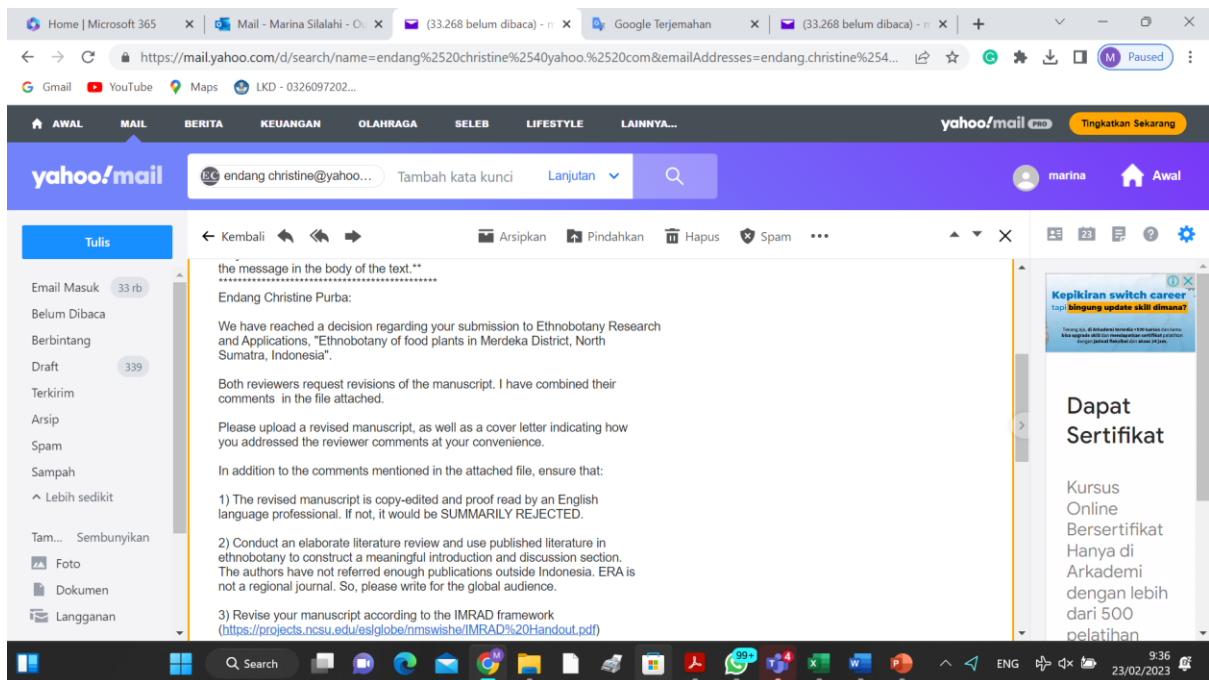 Home | Microsoft 365
Mail - Marina Silalahi - Ou
(33.268 belum dibaca) - m
Google Terjemahan
(33.268 belum dibaca) - m
https://mail.yahoo.com/d/search/name=endang%2520christine%2540yahoo.%2520com&emailAddresses=endang.christine%254...
M Paused
Gmail
YouTube
Maps
LKD - 0326097202...
AWAL MAIL BERITA KEUANGAN OLAHRAGA SELEB LIFESTYLE LAINNYA...
yahoo!mail PRO
Tingkatkan Sekarang
yahoo!mail
EC endang christine@yahoo...
Tambah kata kunci
Lanjutan
marina
Awal
Tulis
Kembali
Arsipkan
Pindahkan
Hapus
Spam
23
Email Masuk 33 rb
Belum Dibaca
Berbintang
Draft 339
Terkirim
Arsip
Spam
Sampah
Lebih sedikit
Tam... Sembunyikan
Foto
Dokumen
Langganan
the message in the body of the text.**
**********************************************
Endang Christine Purba:
We have reached a decision regarding your submission to Ethnobotany Research
and Applications, "Ethnobotany of food plants in Merdeka District, North
Sumatra, Indonesia".
Both reviewers request revisions of the manuscript. I have combined their
comments in the file attached.
Please upload a revised manuscript, as well as a cover letter indicating how
you addressed the reviewer comments at your convenience.
In addition to the comments mentioned in the attached file, ensure that:
1) The revised manuscript is copy-edited and proof read by an English
language professional. If not, it would be SUMMARILY REJECTED.
2) Conduct an elaborate literature review and use published literature in
ethnobotany to construct a meaningful introduction and discussion section.
The authors have not referred enough publications outside Indonesia. ERA is
not a regional journal. So, please write for the global audience.
3) Revise your manuscript according to the IMRAD framework
(https://projects.ncsu.edu/eslglobe/nmswishe/IMRAD%20Handout.pdf)
Kepikiran switch career
tapi bingung update skill dimana?
Dapat
Sertifikat
Kursus
Online
Bersertifikat
Hanya di
Arkademi
dengan lebih
dari 500
pelatihan
Search
99+
4
ENG
9:36
23/02/2023